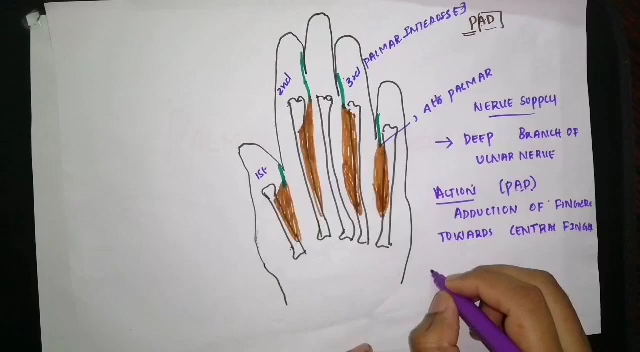 PAD
PALMAR INTEROSSEI
1st
2nd
3rd
4th PALMAR
NERVE SUPPLY
→ DEEP BRANCH OF
ULNAR NERVE
ACTION (PAD)
ADDUCTION OF FINGERS
TOWARDS CENTRAL FINGER